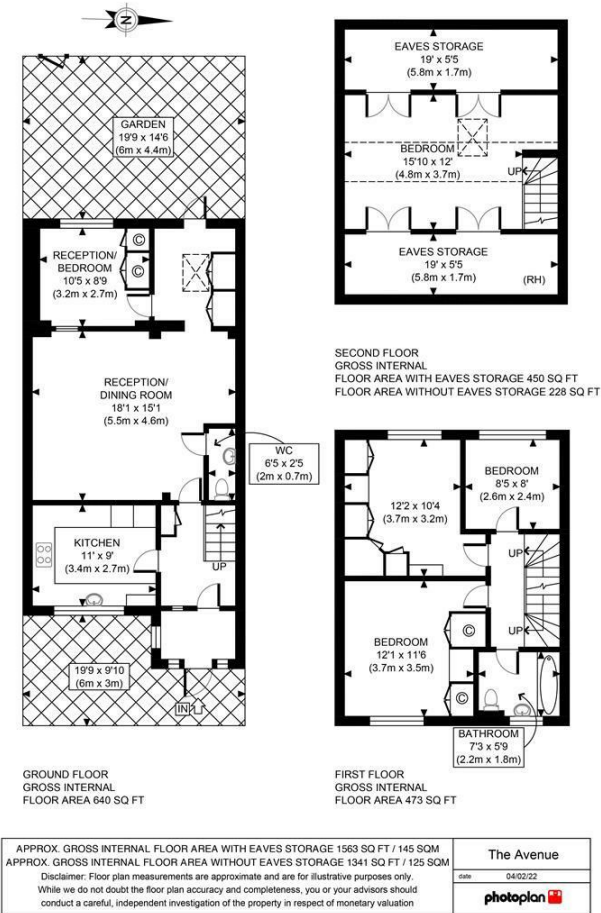 N
GARDEN
19'9 x 14'6
(6m x 4.4m)
RECEPTION/
BEDROOM
10'5 x 8'9
(3.2m x 2.7m)
C
C
RECEPTION/
DINING ROOM
18'1 x 15'1
(5.5m x 4.6m)
WC
6'5 x 2'5
(2m x 0.7m)
KITCHEN
11' x 9'
(3.4m x 2.7m)
UP
19'9 x 9'10
(6m x 3m)
IN
GROUND FLOOR
GROSS INTERNAL
FLOOR AREA 640 SQ FT
EAVES STORAGE
19' x 5'5
(5.8m x 1.7m)
BEDROOM
15'10 x 12'
(4.8m x 3.7m)
UP
EAVES STORAGE
19' x 5'5
(5.8m x 1.7m)
(RH)
SECOND FLOOR
GROSS INTERNAL
FLOOR AREA WITH EAVES STORAGE 450 SQ FT
FLOOR AREA WITHOUT EAVES STORAGE 228 SQ FT
12'2 x 10'4
(3.7m x 3.2m)
BEDROOM
8'5 x 8'
(2.6m x 2.4m)
UP
UP
BEDROOM
12'1 x 11'6
(3.7m x 3.5m)
C
C
BATHROOM
7'3 x 5'9
(2.2m x 1.8m)
FIRST FLOOR
GROSS INTERNAL
FLOOR AREA 473 SQ FT
APPROX. GROSS INTERNAL FLOOR AREA WITH EAVES STORAGE 1563 SQ FT / 145 SQM
APPROX. GROSS INTERNAL FLOOR AREA WITHOUT EAVES STORAGE 1341 SQ FT / 125 SQM
Disclaimer: Floor plan measurements are approximate and are for illustrative purposes only.
While we do not doubt the floor plan accuracy and completeness, you or your advisors should
conduct a careful, independent investigation of the property in respect of monetary valuation
The Avenue
date 04/02/22
photoplan